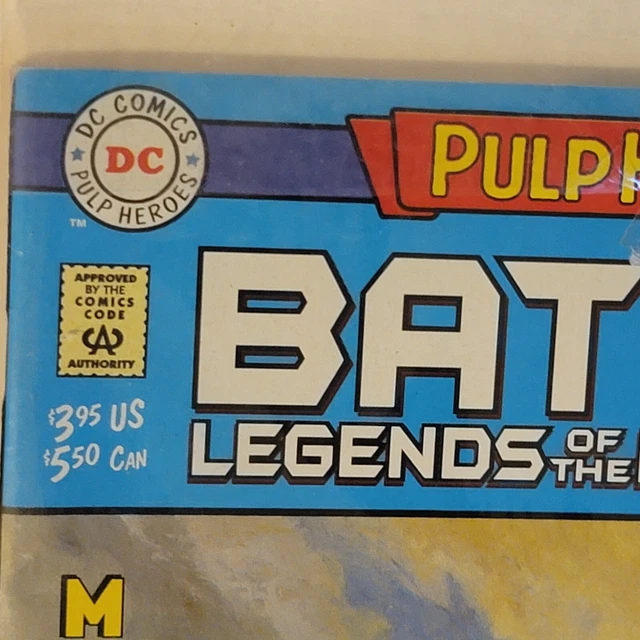 DC COMICS
DC
PULP HEROES
TM
PULP H
BAT
LEGENDS OF THE
APPROVED
BY THE
COMICS
CODE
CA
AUTHORITY
$3.95 US
$5.50 CAN
M